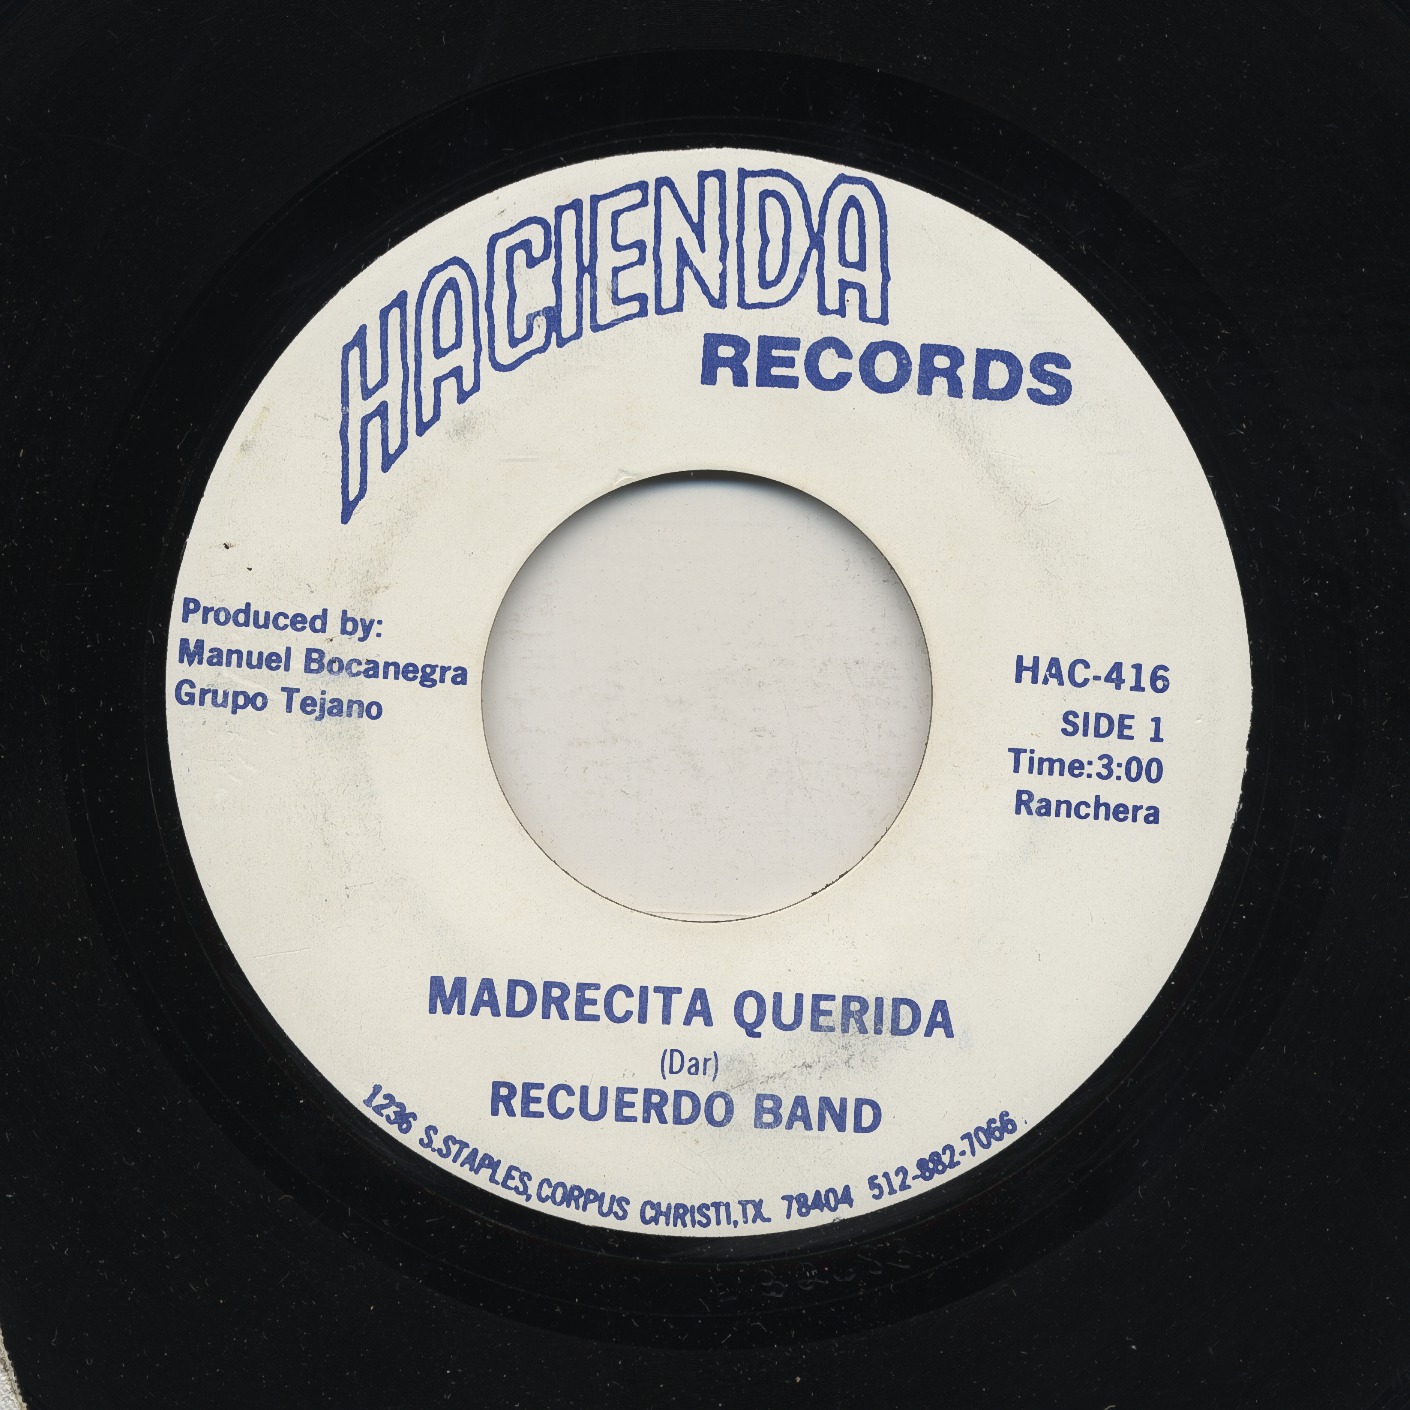 HACIENDA
RECORDS
Produced by:
Manuel Bocanegra
Grupo Tejano
HAC-416
SIDE 1
Time:3:00
Ranchera
MADRECITA QUERIDA
(Dar)
RECUERDO BAND
1236 S.STAPLES, CORPUS CHRISTI,TX. 78404 512-882-7066